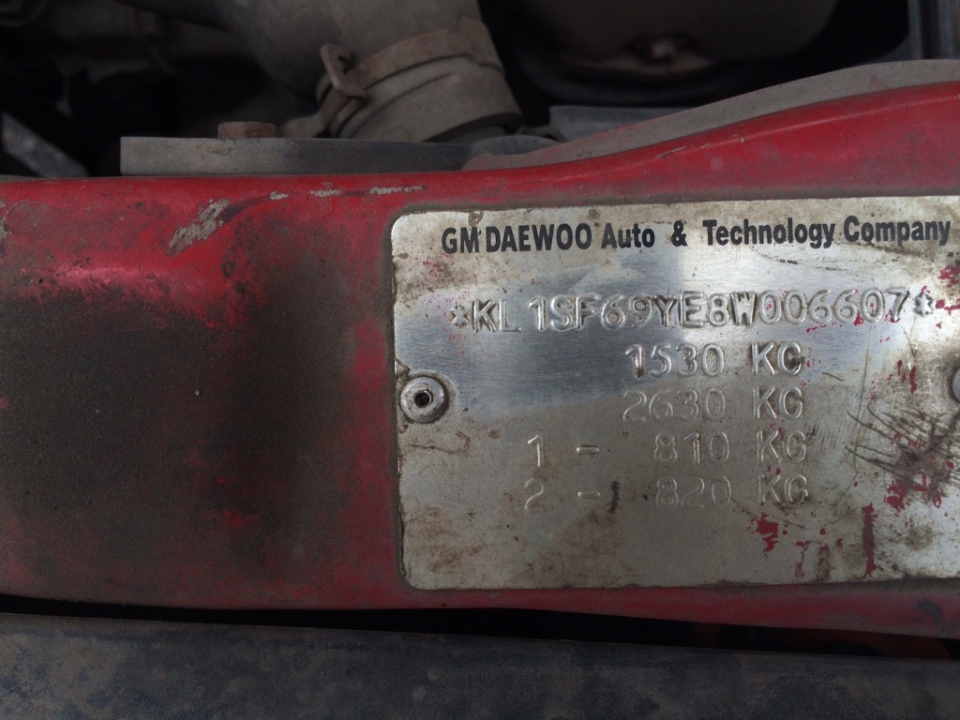 GM DAEWOO Auto & Technology Company
*KL1SF69YE8W006607*
1530 KG
2630 KG
1 - 810 KG
2 - 820 KG